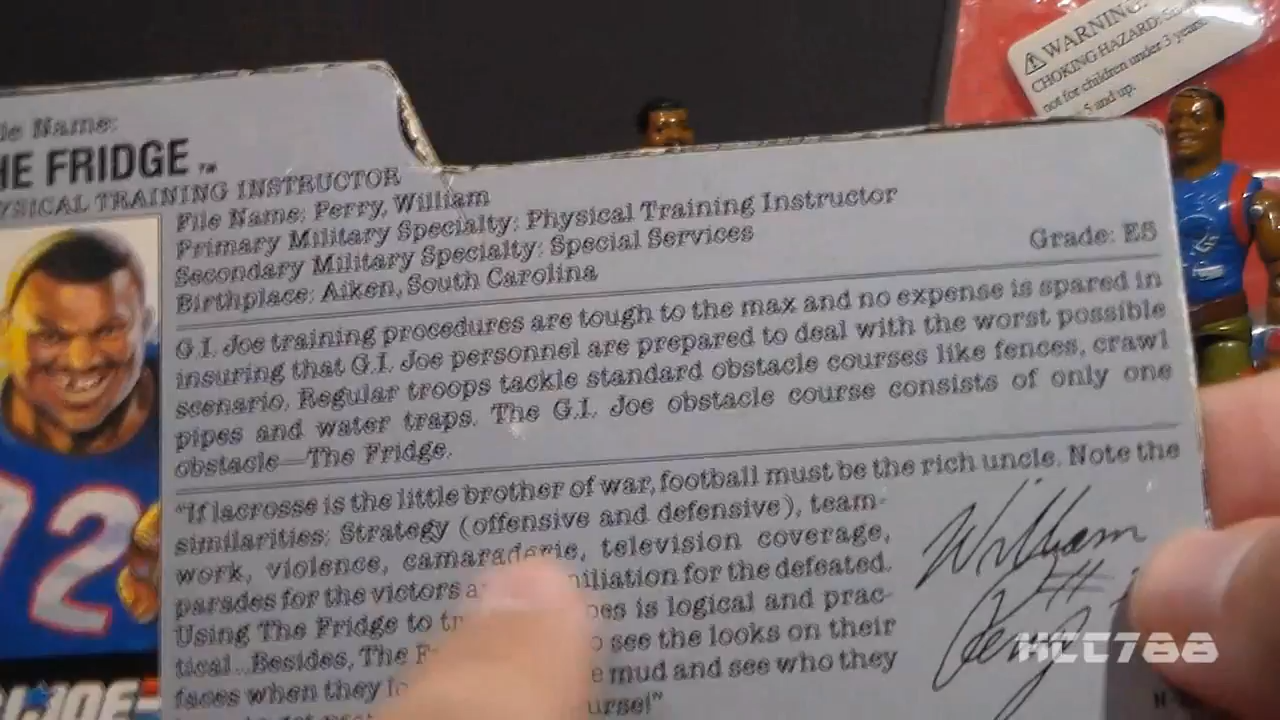 WARNING:
CHOKING HAZARD: Sm
not for children under 3 years.
5 and up.
le Name:
HE FRIDGE ™
YSICAL TRAINING INSTRUCTOR
File Name: Perry, William
Primary Military Specialty: Physical Training Instructor
Secondary Military Specialty: Special Services
Grade: E5
Birthplace: Aiken, South Carolina
G.I. Joe training procedures are tough to the max and no expense is spared in
insuring that G.I. Joe personnel are prepared to deal with the worst possible
scenario. Regular troops tackle standard obstacle courses like fences, crawl
pipes and water traps. The G.I. Joe obstacle course consists of only one
obstacle—The Fridge.
"If lacrosse is the little brother of war, football must be the rich uncle. Note the
similarities: Strategy (offensive and defensive), team-
work, violence, camaraderie, television coverage,
parades for the victors a iliation for the defeated.
Using The Fridge to tr oes is logical and prac-
tical...Besides, The F o see the looks on their
faces when they lo e mud and see who they
urse!"
William
Perry
72
I.JOE
HCC788